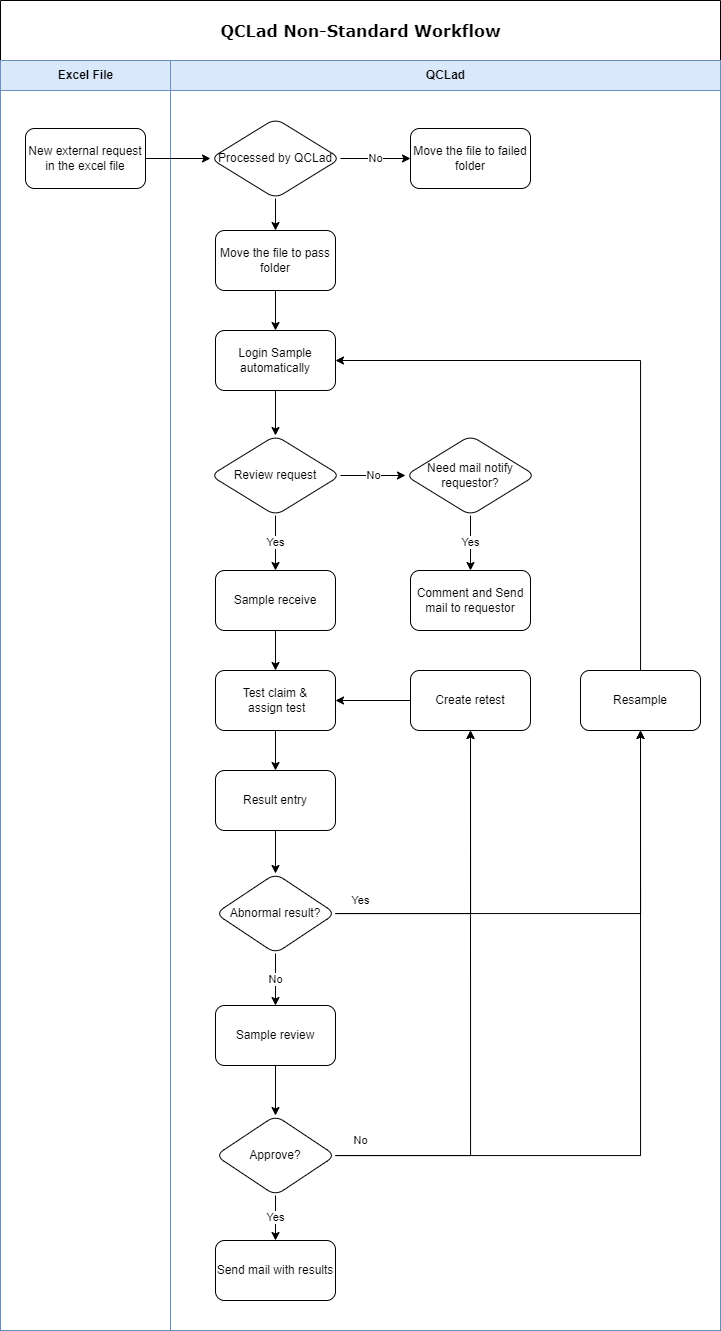 QCLad Non-Standard Workflow
Excel File
QCLad
New external request
in the excel file
Processed by QCLad
No
Move the file to failed
folder
Move the file to pass
folder
Login Sample
automatically
Review request
No
Need mail notify
requestor?
Yes
Yes
Sample receive
Comment and Send
mail to requestor
Test claim &
assign test
Create retest
Resample
Result entry
Abnormal result?
Yes
No
Sample review
Approve?
No
Yes
Send mail with results